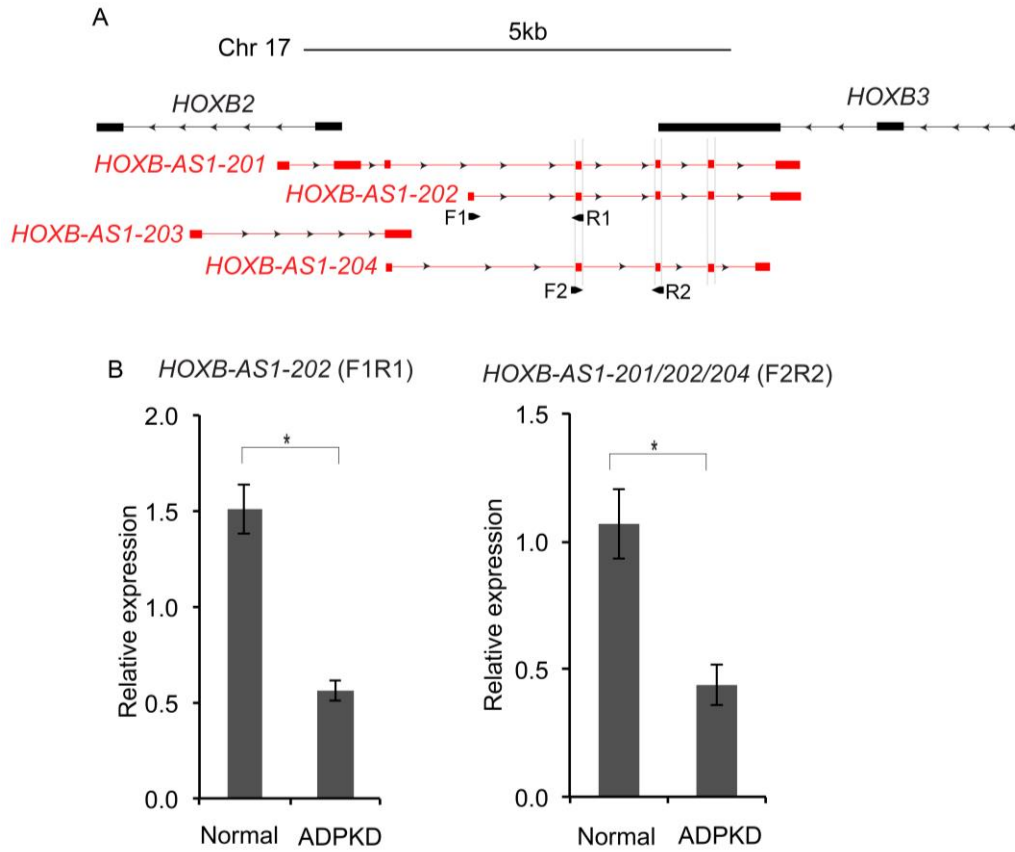 A
5kb
Chr 17
HOXB2
HOXB3
HOXB-AS1-201
HOXB-AS1-202
F1
R1
HOXB-AS1-203
HOXB-AS1-204
F2
R2
B
HOXB-AS1-202 (F1R1)
2.0
1.5
1.0
0.5
0.0
Relative expression
*
Normal
ADPKD
HOXB-AS1-201/202/204 (F2R2)
1.5
1.0
0.5
0.0
Relative expression
*
Normal
ADPKD